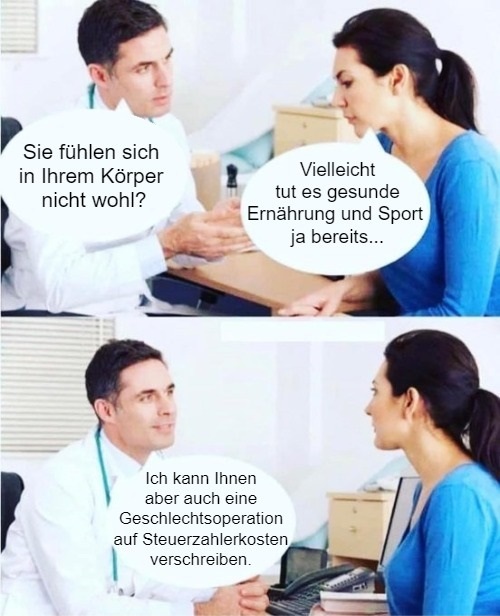 Sie fühlen sich
in Ihrem Körper
nicht wohl?
Vielleicht
tut es gesunde
Ernährung und Sport
ja bereits...
Ich kann Ihnen
aber auch eine
Geschlechtsoperation
auf Steuerzahlerkosten
verschreiben.